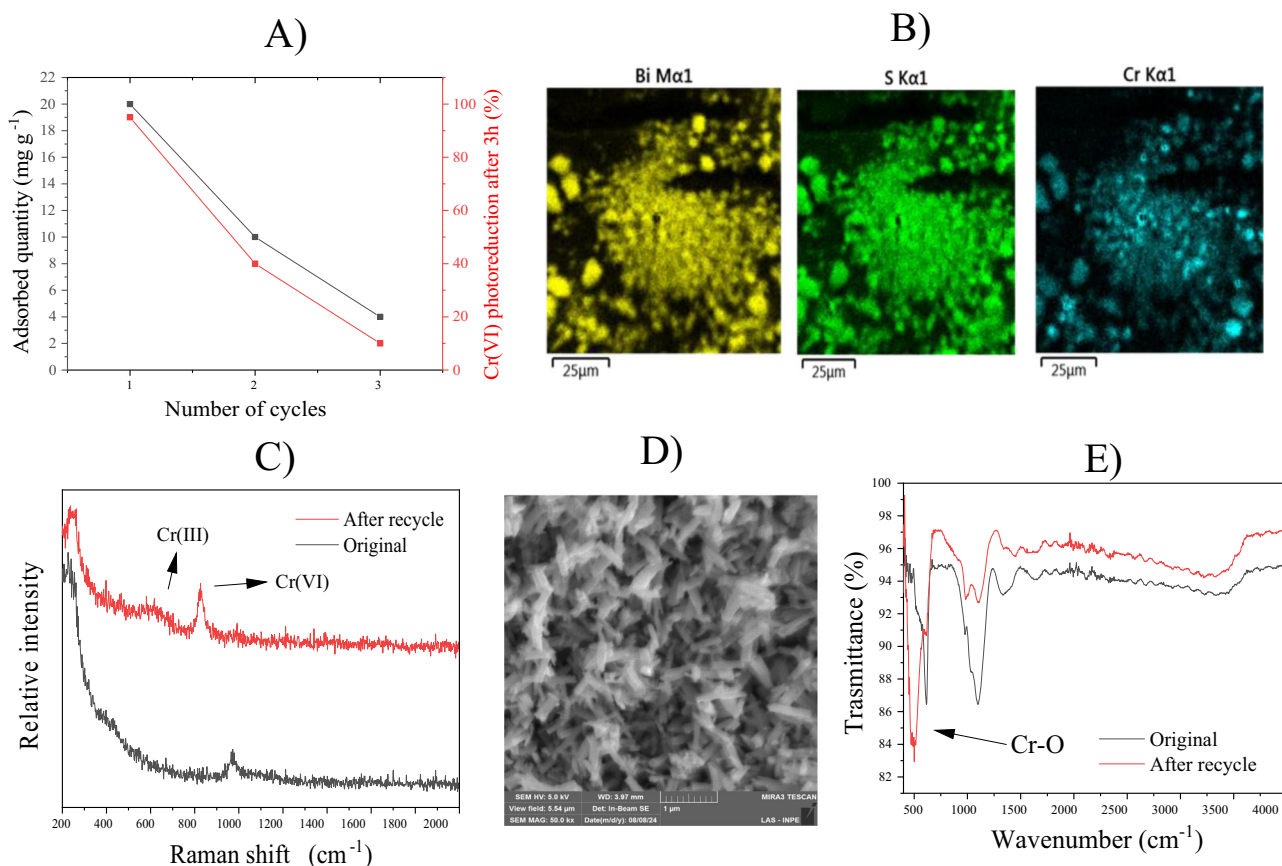 A)
22
20
18
16
14
12
10
8
6
4
2
0
Adsorbed quantity (mg g⁻¹)
100
80
60
40
20
0
Cr(VI) photoreduction after 3h (%)
1 2 3
Number of cycles
B)
Bi Mα1
S Kα1
Cr Kα1
25μm
25μm
25μm
C)
After recycle
Original
Cr(III)
Cr(VI)
Relative intensity
200 400 600 800 1000 1200 1400 1600 1800 2000
Raman shift (cm⁻¹)
D)
SEM HV: 5.0 kV WD: 3.97 mm MIRA3 TESCAN
View field: 5.54 μm Det: In-Beam SE 1 μm
SEM MAG: 50.0 kx Date(m/d/y): 08/08/24 LAS - INPE
E)
100
98
96
94
92
90
88
86
84
82
Trasmittance (%)
Cr-O
Original
After recycle
500 1000 1500 2000 2500 3000 3500 4000
Wavenumber (cm⁻¹)